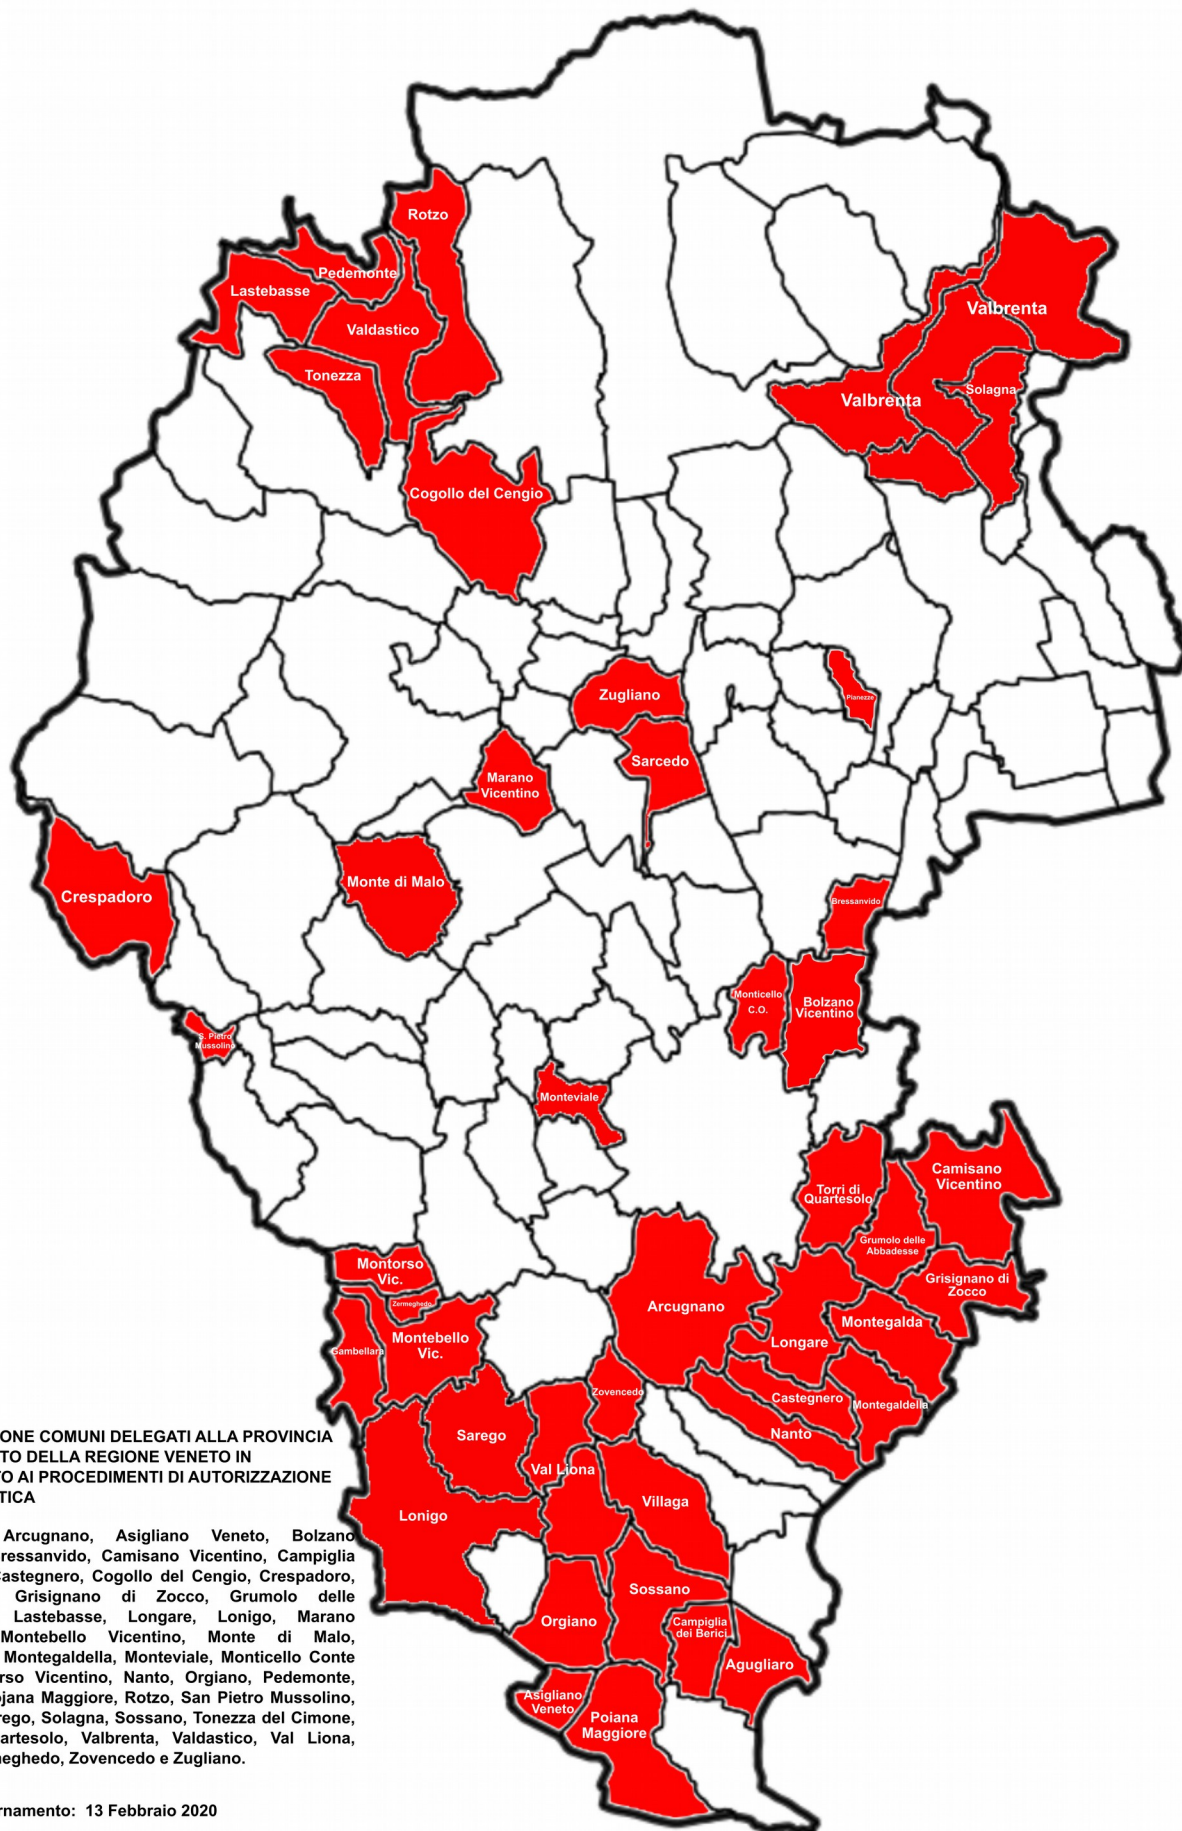 Rotzo
Pedemonte
Lastebasse
Valdastico
Tonezza
Valbrenta
Solagna
Valbrenta
Cogollo del Cengio
Zugliano
Pianezze
Sarcedo
Marano
Vicentino
Monte di Malo
Crespadoro
Bressanvido
Monticello
C.O.
Bolzano
Vicentino
S. Pietro
Mussolino
Monteviale
Camisano
Vicentino
Torri di
Quartesolo
Grumolo delle
Abbadesse
Montorso
Vic.
Grisignano di
Zocco
Zermeghedo
Arcugnano
Montegalda
Montebello
Vic.
Longare
Gambellara
Zovencedo
Castegnero
Montegaldella
Nanto
Sarego
Val Liona
Villaga
Lonigo
Sossano
Orgiano
Campiglia
dei Berici
Agugliaro
Asigliano
Veneto
Poiana
Maggiore
ONE COMUNI DELEGATI ALLA PROVINCIA
TO DELLA REGIONE VENETO IN
O AI PROCEDIMENTI DI AUTORIZZAZIONE
TICA
Arcugnano, Asigliano Veneto, Bolzano
ressanvido, Camisano Vicentino, Campiglia
Castegnero, Cogollo del Cengio, Crespadoro,
Grisignano di Zocco, Grumolo delle
Lastebasse, Longare, Lonigo, Marano
Montebello Vicentino, Monte di Malo,
Montegaldella, Monteviale, Monticello Conte
rso Vicentino, Nanto, Orgiano, Pedemonte,
ojana Maggiore, Rotzo, San Pietro Mussolino,
rego, Solagna, Sossano, Tonezza del Cimone,
artesolo, Valbrenta, Valdastico, Val Liona,
neghedo, Zovencedo e Zugliano.
rnamento: 13 Febbraio 2020